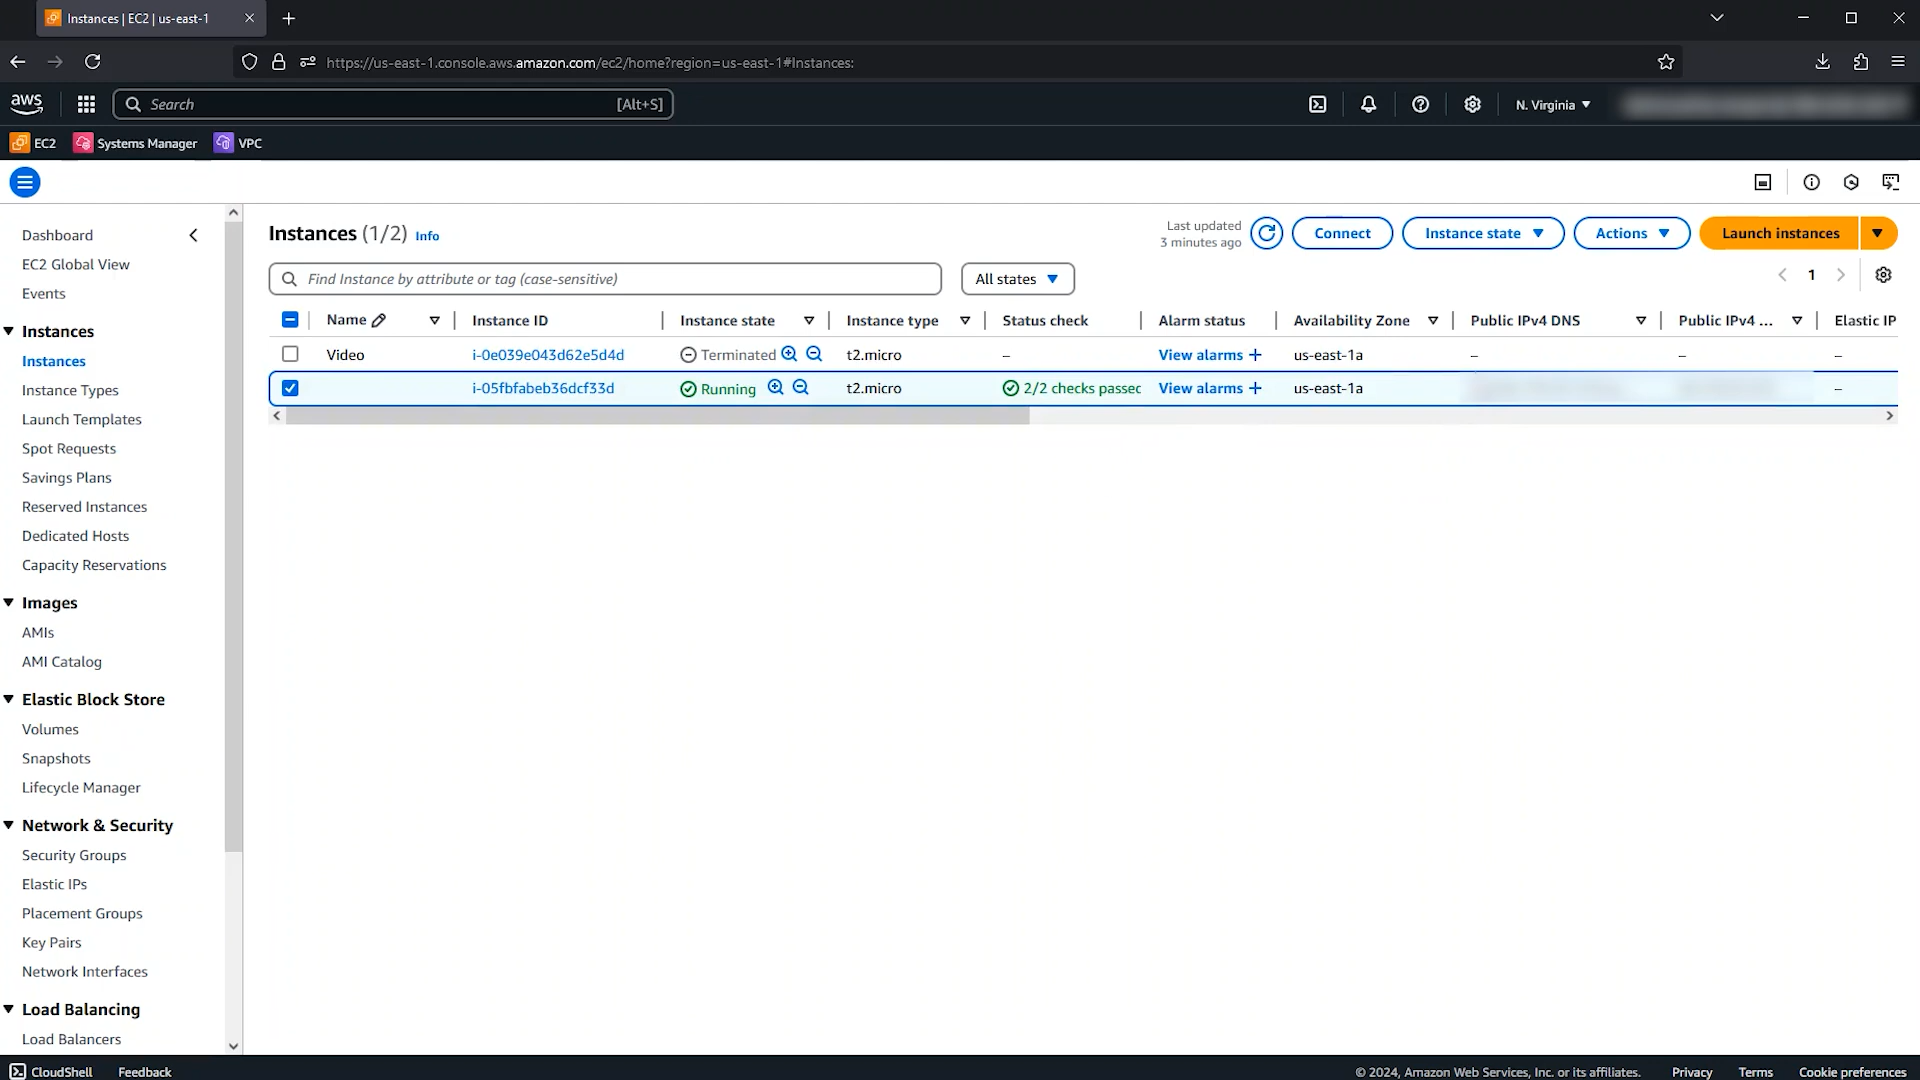 Instances | EC2 | us-east-1
https://us-east-1.console.aws.amazon.com/ec2/home?region=us-east-1#Instances:
aws
Search
[Alt+S]
N. Virginia
EC2
Systems Manager
VPC
Dashboard
EC2 Global View
Events
Instances
Instances
Instance Types
Launch Templates
Spot Requests
Savings Plans
Reserved Instances
Dedicated Hosts
Capacity Reservations
Images
AMIs
AMI Catalog
Elastic Block Store
Volumes
Snapshots
Lifecycle Manager
Network & Security
Security Groups
Elastic IPs
Placement Groups
Key Pairs
Network Interfaces
Load Balancing
Load Balancers
Instances (1/2) Info
Last updated
3 minutes ago
Connect
Instance state
Actions
Launch instances
Find Instance by attribute or tag (case-sensitive)
All states
1
Name Instance ID Instance state Instance type Status check Alarm status Availability Zone Public IPv4 DNS Public IPv4 ... Elastic IP
Video i-0e039e043d62e5d4d Terminated t2.micro – View alarms + us-east-1a – – –
i-05fbfabeb36dcf33d Running t2.micro 2/2 checks passed View alarms + us-east-1a –
CloudShell Feedback © 2024, Amazon Web Services, Inc. or its affiliates. Privacy Terms Cookie preferences